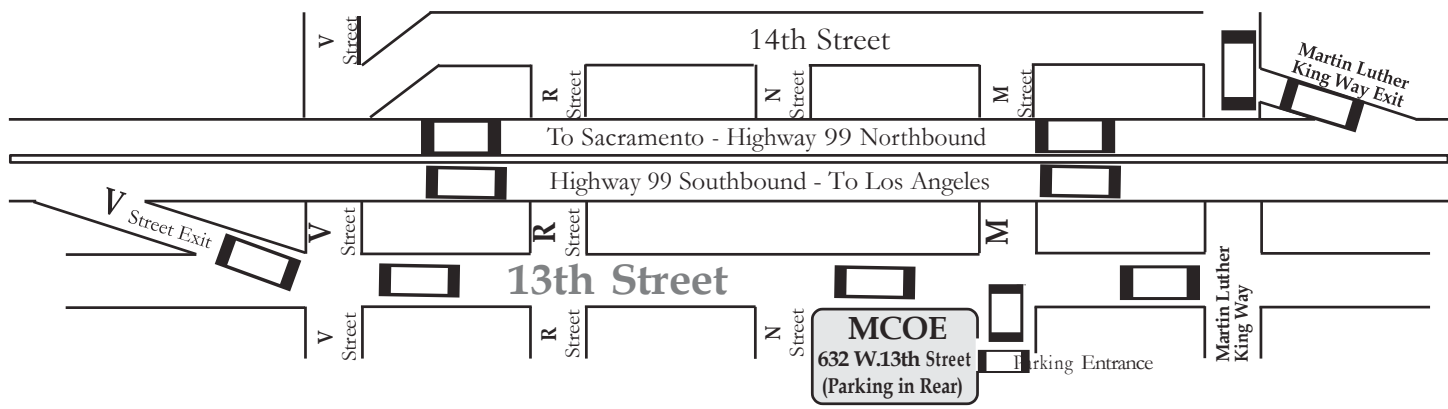 V Street
14th Street
Martin Luther
King Way Exit
R Street
N Street
M Street
To Sacramento - Highway 99 Northbound
Highway 99 Southbound - To Los Angeles
V Street Exit
V Street
R Street
M
13th Street
Martin Luther
King Way
V Street
R Street
N Street
MCOE
632 W.13th Street
(Parking in Rear)
Parking Entrance